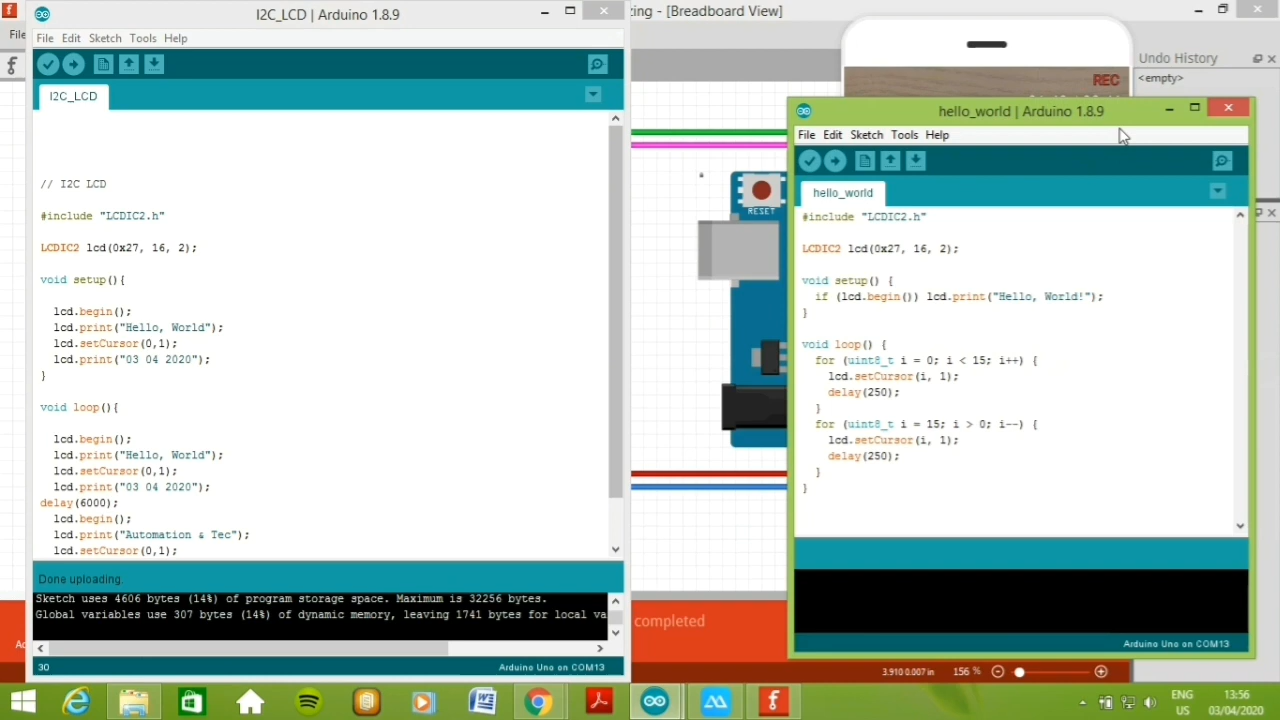 I2C_LCD | Arduino 1.8.9
File Edit Sketch Tools Help
I2C_LCD
// I2C LCD
#include "LCDIC2.h"
LCDIC2 lcd(0x27, 16, 2);
void setup(){
lcd.begin();
lcd.print("Hello, World");
lcd.setCursor(0,1);
lcd.print("03 04 2020");
}
void loop(){
lcd.begin();
lcd.print("Hello, World");
lcd.setCursor(0,1);
lcd.print("03 04 2020");
delay(6000);
lcd.begin();
lcd.print("Automation & Tec");
lcd.setCursor(0,1);
Done uploading.
Sketch uses 4606 bytes (14%) of program storage space. Maximum is 32256 bytes.
Global variables use 307 bytes (14%) of dynamic memory, leaving 1741 bytes for local va
30
Arduino Uno on COM13
zing - [Breadboard View]
Undo History
<empty>
REC
RESET
hello_world | Arduino 1.8.9
File Edit Sketch Tools Help
hello_world
#include "LCDIC2.h"
LCDIC2 lcd(0x27, 16, 2);
void setup() {
if (lcd.begin()) lcd.print("Hello, World!");
}
void loop() {
for (uint8_t i = 0; i < 15; i++) {
lcd.setCursor(i, 1);
delay(250);
}
for (uint8_t i = 15; i > 0; i--) {
lcd.setCursor(i, 1);
delay(250);
}
}
Arduino Uno on COM13
completed
3.910 0.007 in 156 %
ENG
US
13:56
03/04/2020